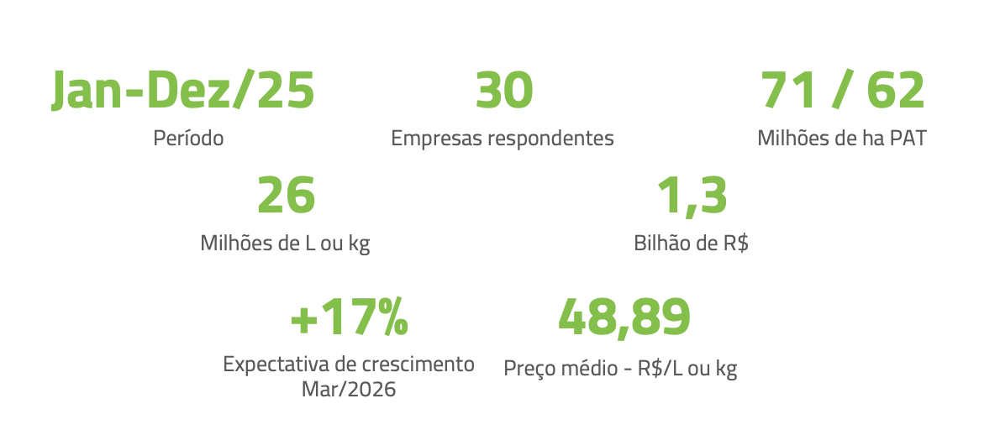 Jan-Dez/25
Período
30
Empresas respondentes
71 / 62
Milhões de ha PAT
26
Milhões de L ou kg
1,3
Bilhão de R$
+17%
Expectativa de crescimento
Mar/2026
48,89
Preço médio - R$/L ou kg